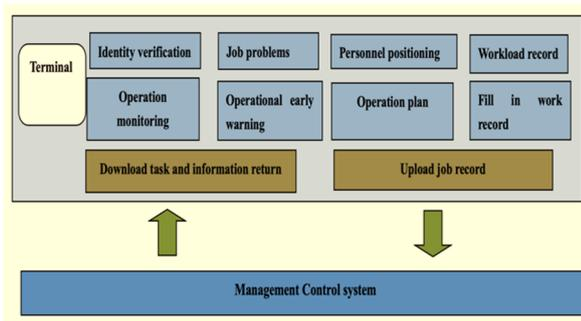 Identity verification
Job problems
Personnel positioning
Workload record
Terminal
Operation
monitoring
Operational early
warning
Operation plan
Fill in work
record
Download task and information return
Upload job record
Management Control system